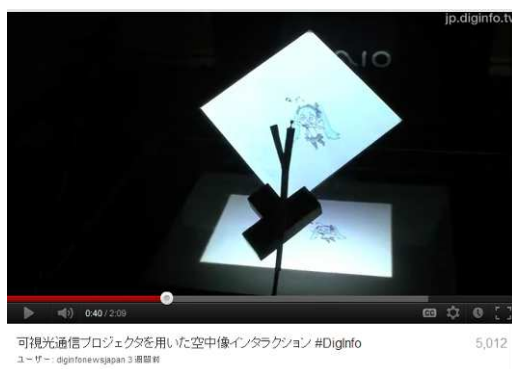 jp.diginfo.tv
AIO
0:40 / 2:09
CC
可視光通信プロジェクタを用いた空中像インタラクション #DigInfo
5,012
ユーザー: diginfonewsjapan 3 週間前